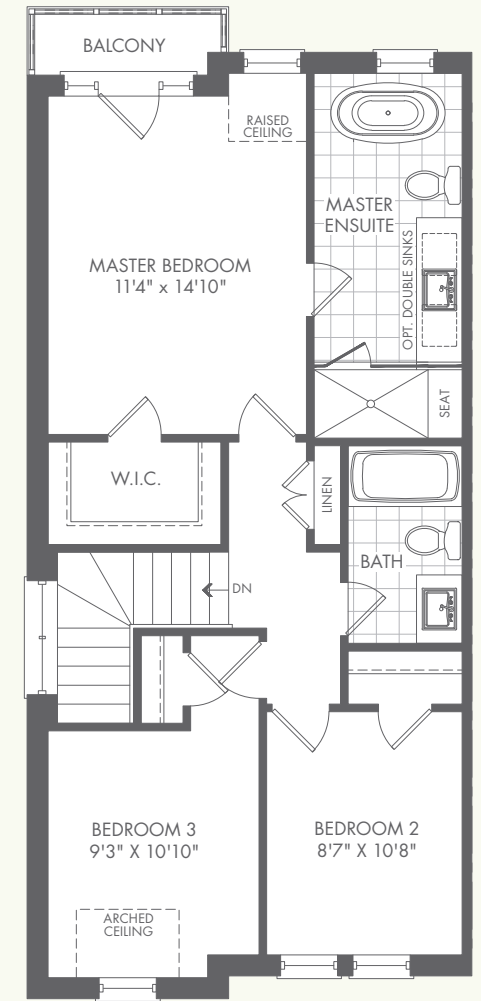 BALCONY
RAISED
CEILING
MASTER
ENSUITE
OPT. DOUBLE SINKS
MASTER BEDROOM
11'4" x 14'10"
SEAT
W.I.C.
LINEN
BATH
DN
BEDROOM 3
9'3" X 10'10"
BEDROOM 2
8'7" X 10'8"
ARCHED
CEILING